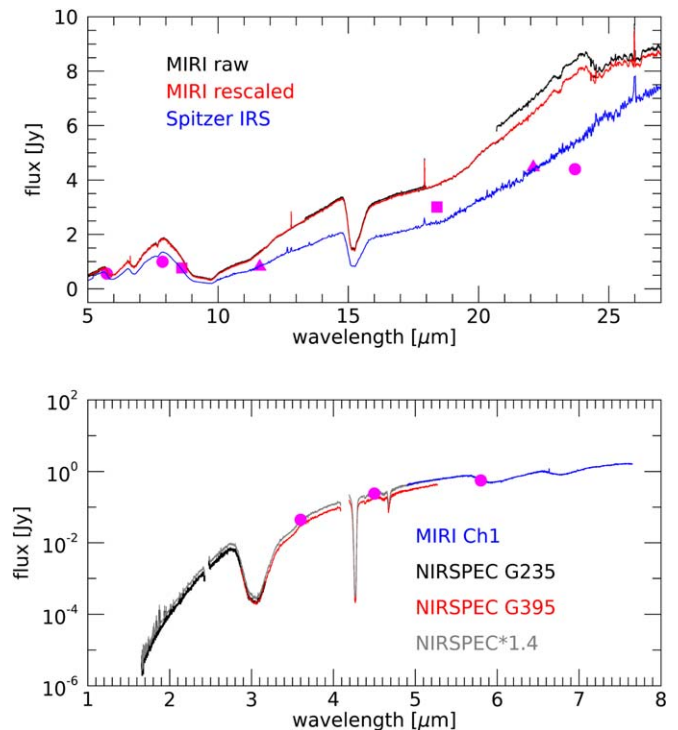 10
8
6
4
2
0
flux [Jy]
MIRI raw
MIRI rescaled
Spitzer IRS
5 10 15 20 25
wavelength [μm]
10²
10⁰
10⁻²
10⁻⁴
10⁻⁶
flux [Jy]
MIRI Ch1
NIRSPEC G235
NIRSPEC G395
NIRSPEC*1.4
1 2 3 4 5 6 7 8
wavelength [μm]